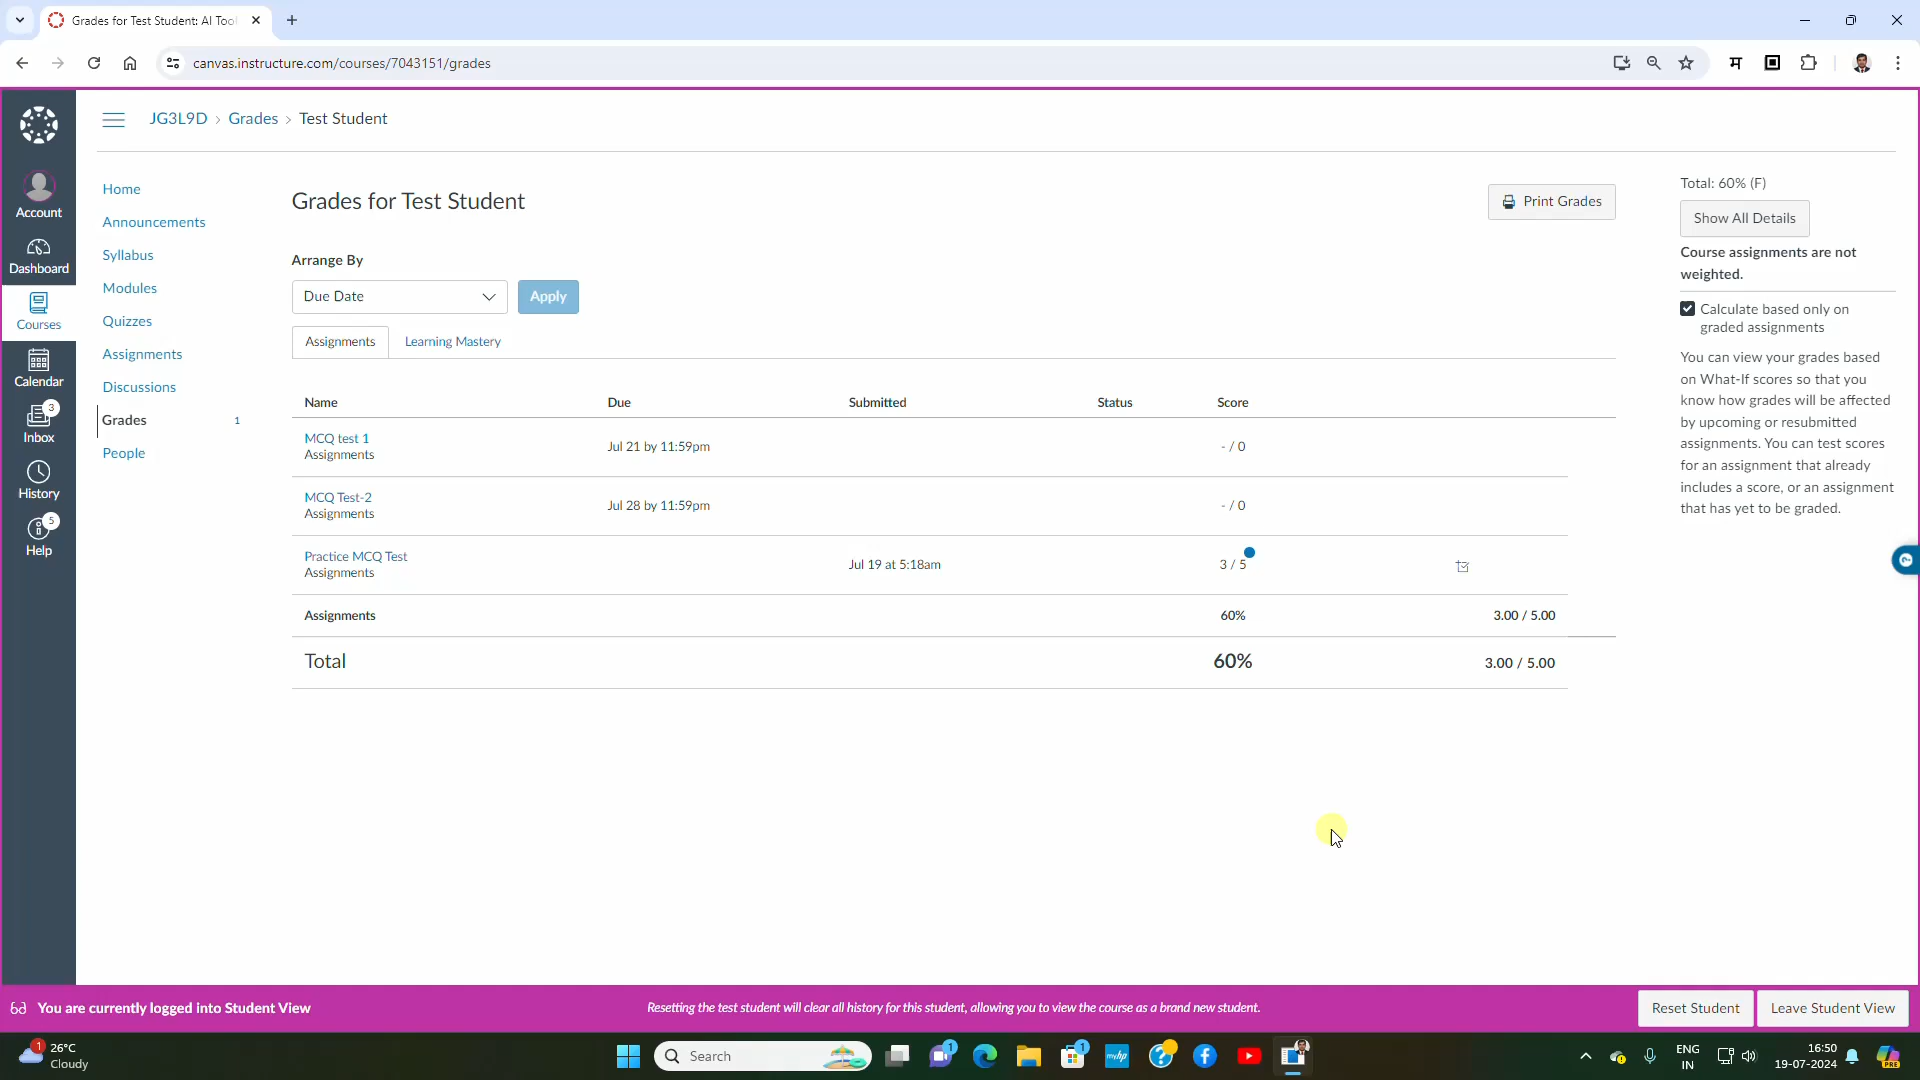 Grades for Test Student: AI Tool
canvas.instructure.com/courses/7043151/grades
JG3L9D › Grades › Test Student
Account
Dashboard
Courses
Calendar
3
Inbox
History
5
Help
Home
Announcements
Syllabus
Modules
Quizzes
Assignments
Discussions
Grades 1
People
Grades for Test Student
Print Grades
Arrange By
Due Date
Apply
Assignments
Learning Mastery
Name Due Submitted Status Score
MCQ test 1
Assignments
Jul 21 by 11:59pm
- / 0
MCQ Test-2
Assignments
Jul 28 by 11:59pm
- / 0
Practice MCQ Test
Assignments
Jul 19 at 5:18am
3 / 5
Assignments 60% 3.00 / 5.00
Total 60% 3.00 / 5.00
Total: 60% (F)
Show All Details
Course assignments are not
weighted.
Calculate based only on
graded assignments
You can view your grades based
on What-If scores so that you
know how grades will be affected
by upcoming or resubmitted
assignments. You can test scores
for an assignment that already
includes a score, or an assignment
that has yet to be graded.
You are currently logged into Student View
Resetting the test student will clear all history for this student, allowing you to view the course as a brand new student.
Reset Student
Leave Student View
1
26°C
Cloudy
Search
1
1
myhp
ENG
IN
16:50
19-07-2024
PRE